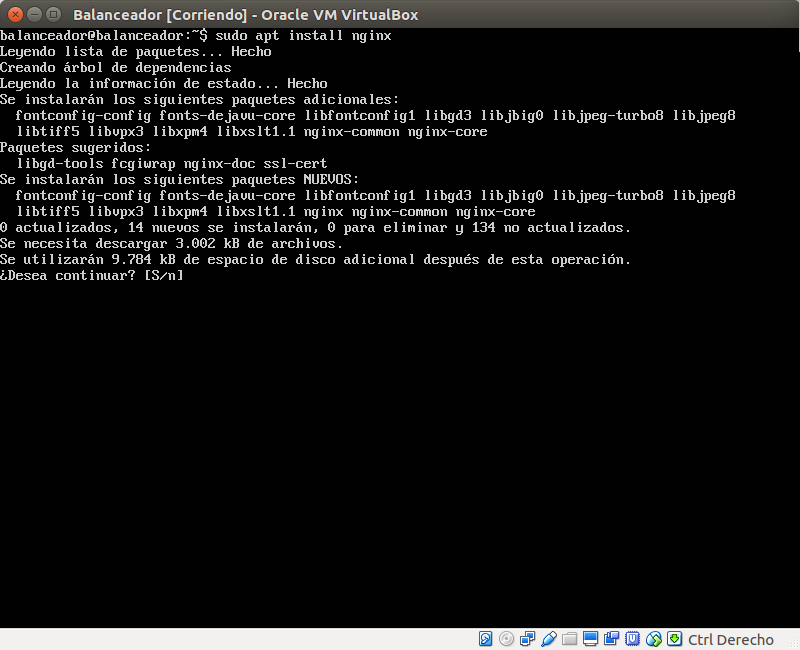 Balanceador [Corriendo] - Oracle VM VirtualBox
balanceador@balanceador:~$ sudo apt install nginx
Leyendo lista de paquetes... Hecho
Creando árbol de dependencias
Leyendo la información de estado... Hecho
Se instalarán los siguientes paquetes adicionales:
  fontconfig-config fonts-dejavu-core libfontconfig1 libgd3 libjbig0 libjpeg-turbo8 libjpeg8
  libtiff5 libvpx3 libxpm4 libxslt1.1 nginx-common nginx-core
Paquetes sugeridos:
  libgd-tools fcgiwrap nginx-doc ssl-cert
Se instalarán los siguientes paquetes NUEVOS:
  fontconfig-config fonts-dejavu-core libfontconfig1 libgd3 libjbig0 libjpeg-turbo8 libjpeg8
  libtiff5 libvpx3 libxpm4 libxslt1.1 nginx nginx-common nginx-core
0 actualizados, 14 nuevos se instalarán, 0 para eliminar y 134 no actualizados.
Se necesita descargar 3.002 kB de archivos.
Se utilizarán 9.784 kB de espacio de disco adicional después de esta operación.
¿Desea continuar? [S/n]
Ctrl Derecho